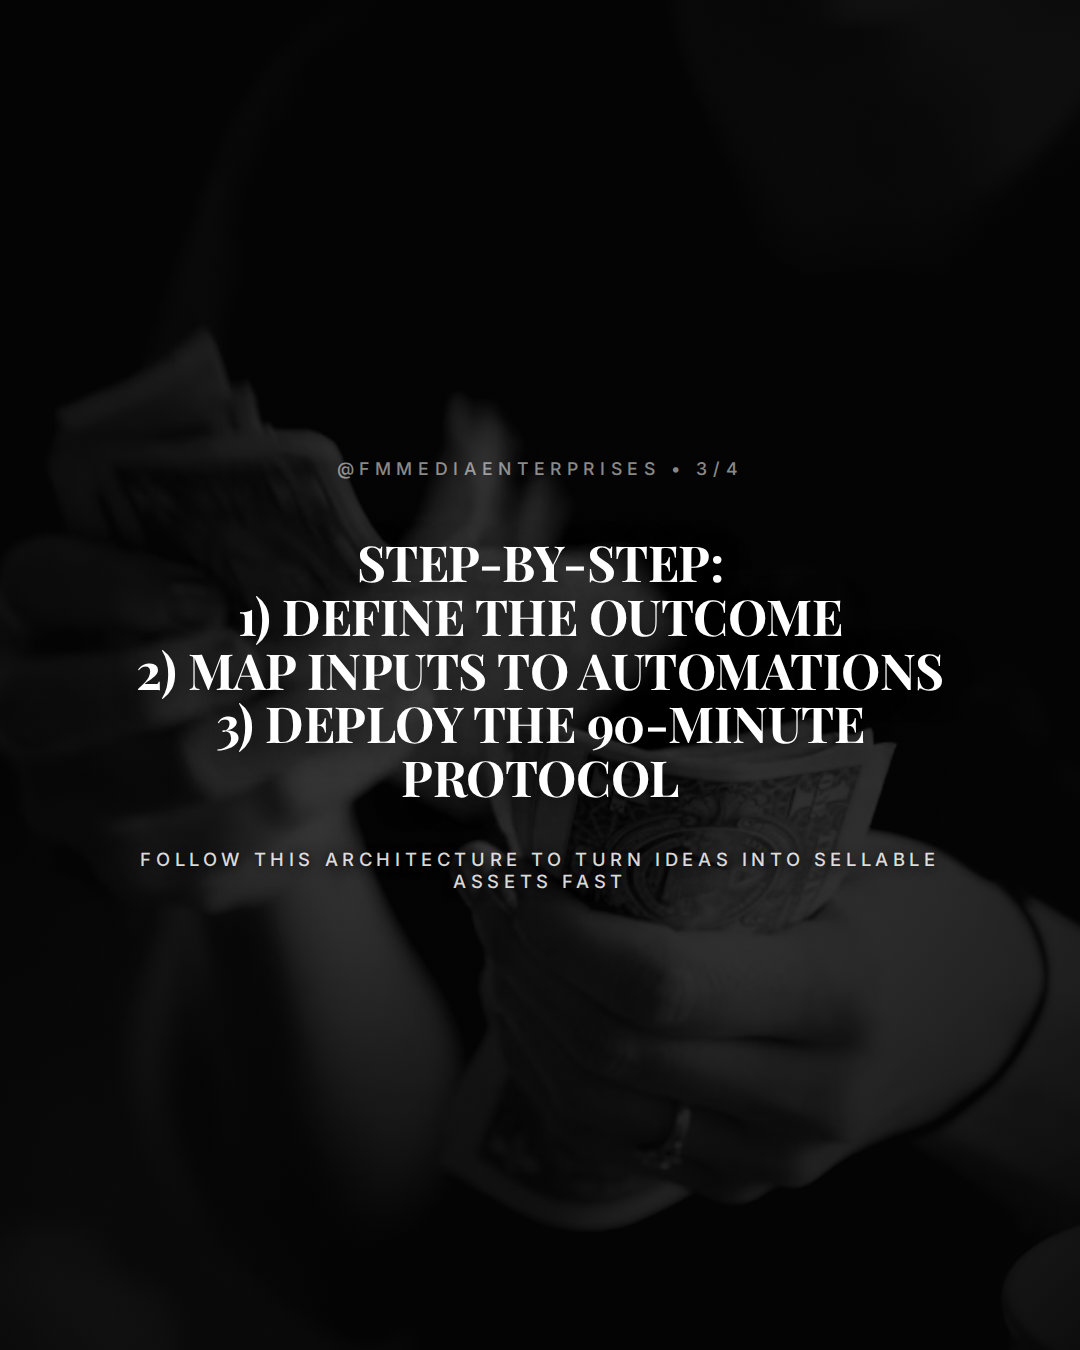 @FMMEDIAENTERPRISES • 3/4
STEP-BY-STEP:
1) DEFINE THE OUTCOME
2) MAP INPUTS TO AUTOMATIONS
3) DEPLOY THE 90-MINUTE
PROTOCOL
FOLLOW THIS ARCHITECTURE TO TURN IDEAS INTO SELLABLE
ASSETS FAST